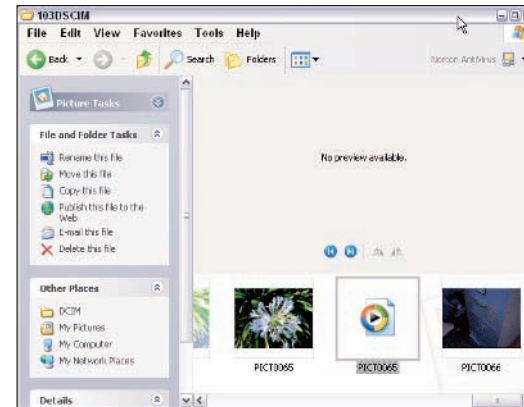 103DSCIM
File Edit View Favorites Tools Help
Back Search Folders Norton AntiVirus
Picture Tasks
File and Folder Tasks
Rename this file
Move this file
Copy this file
Publish this file to the
Web
E-mail this file
Delete this file
Other Places
DCIM
My Pictures
My Computer
My Network Places
Details
No preview available.
PICT0065 PICT0065 PICT0066